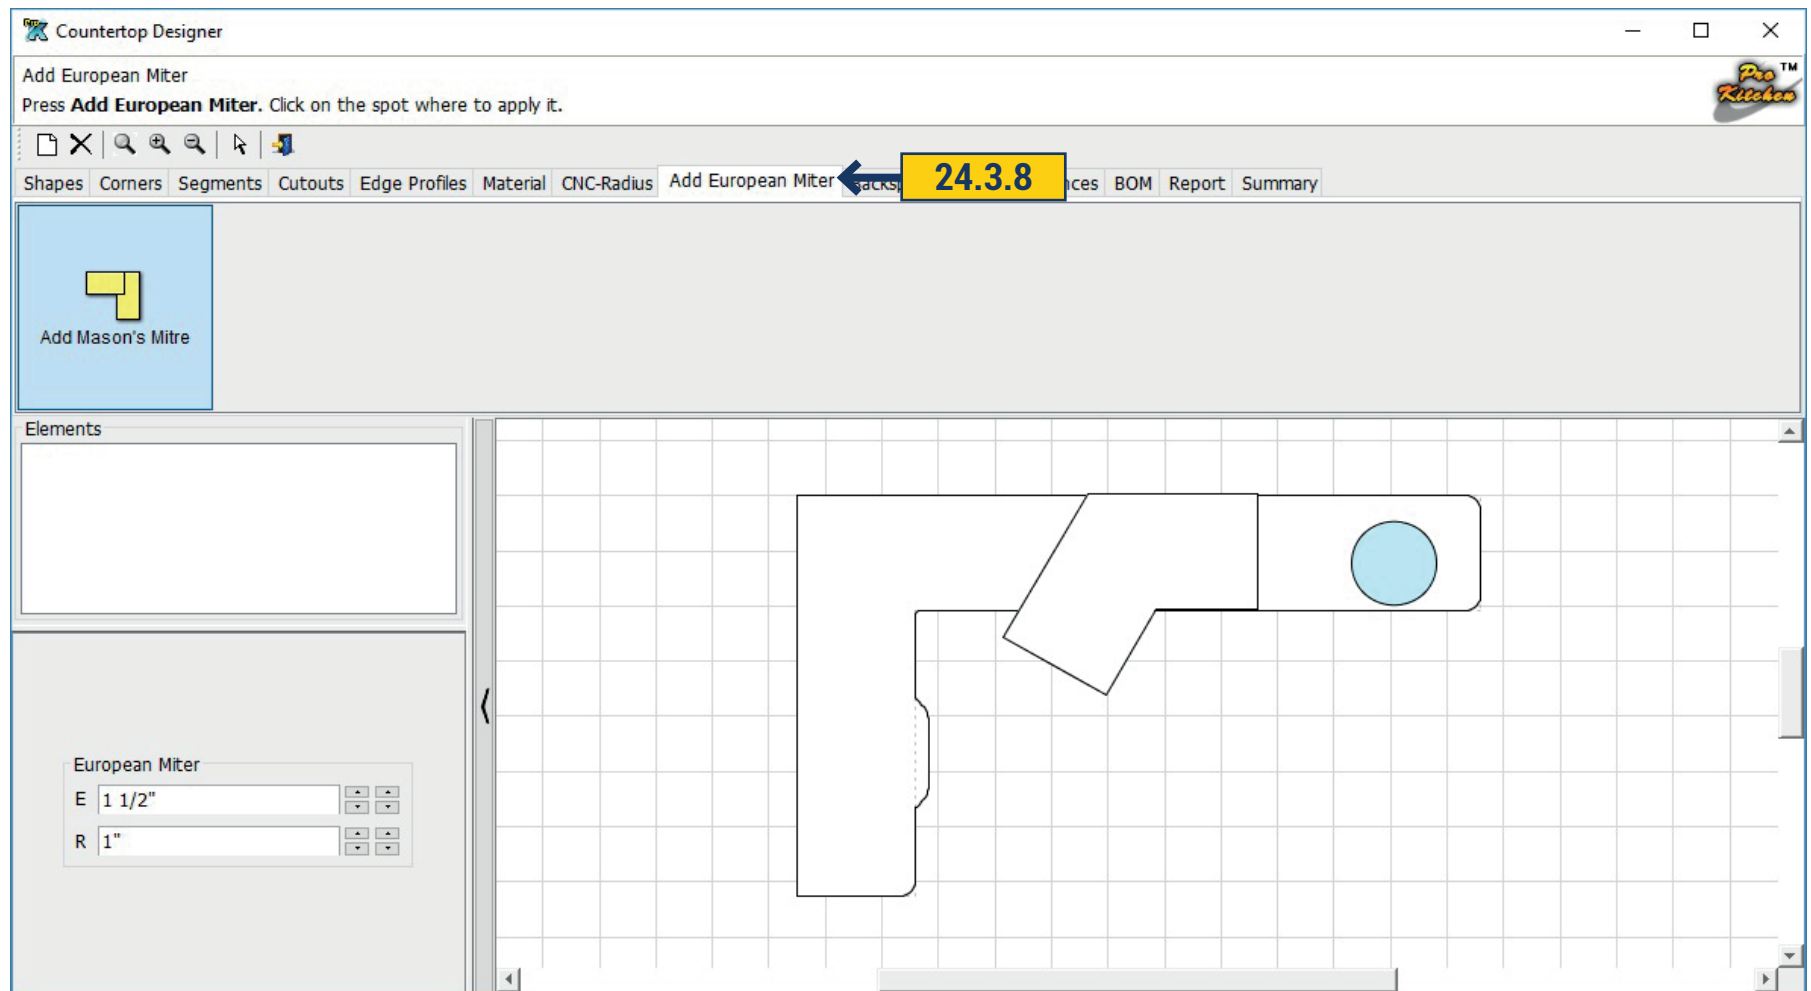 Countertop Designer
Add European Miter
Press Add European Miter. Click on the spot where to apply it.
Pro Kitchen TM
Shapes Corners Segments Cutouts Edge Profiles Material CNC-Radius Add European Miter 24.3.8 BOM Report Summary
Add Mason's Mitre
Elements
European Miter
E 1 1/2"
R 1"